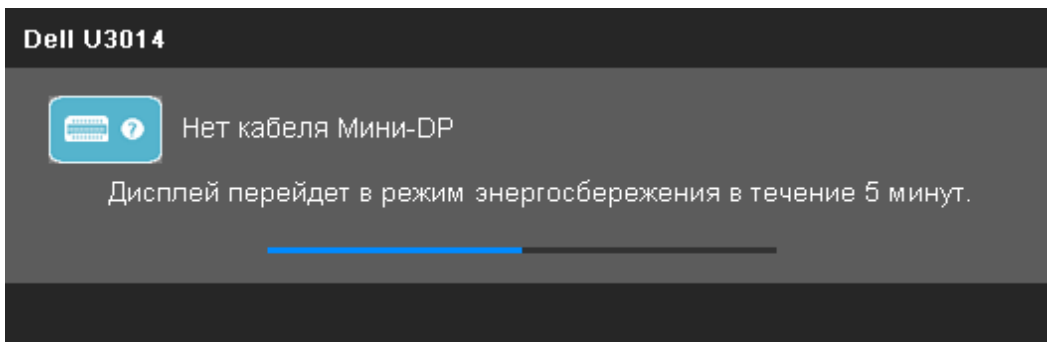 Dell U3014
Нет кабеля Мини-DP
Дисплей перейдет в режим энергосбережения в течение 5 минут.